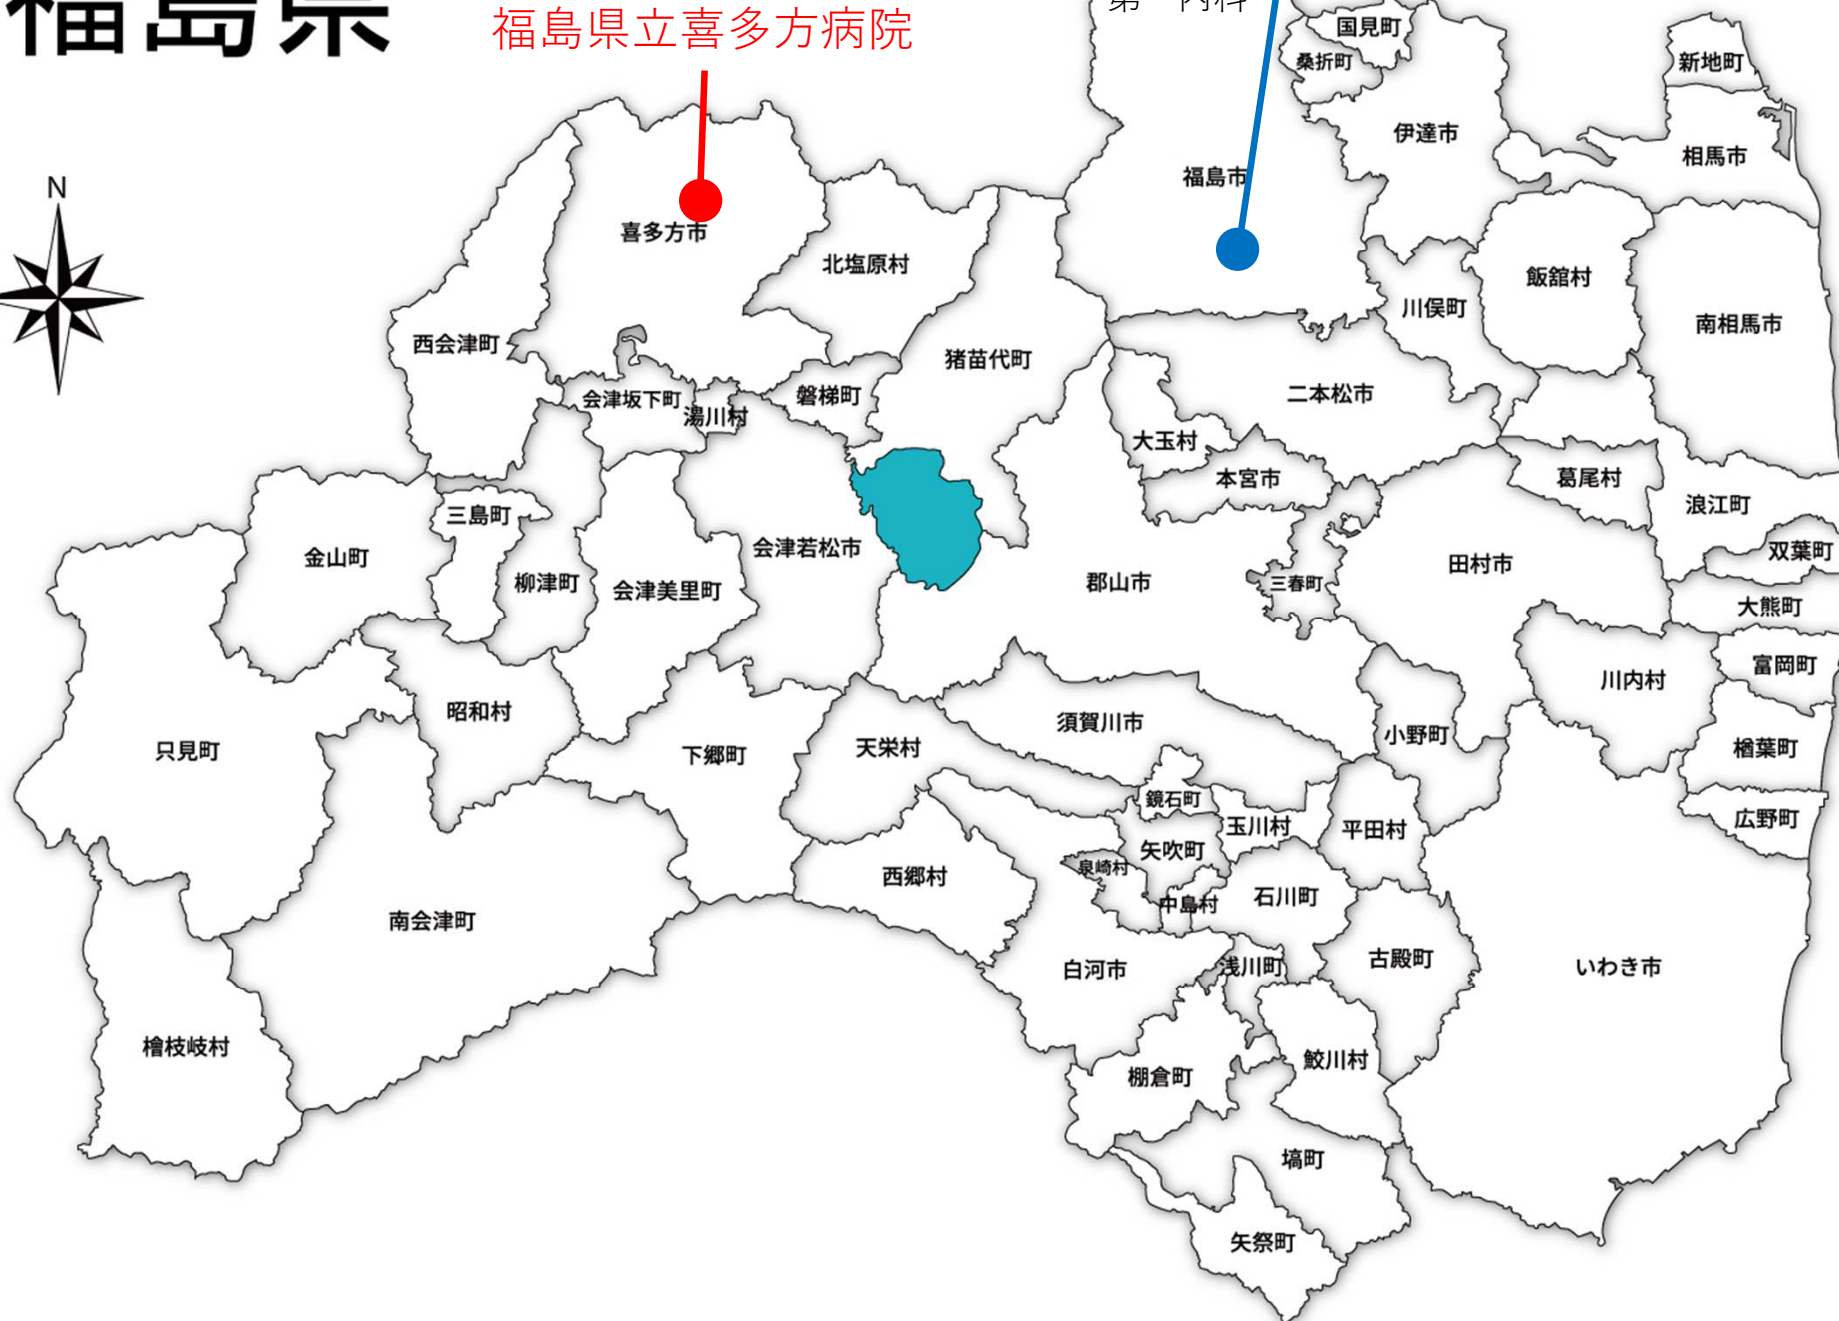 福島県
福島県立喜多方病院
国見町
桑折町
新地町
伊達市
相馬市
福島市
N
喜多方市
北塩原村
飯舘村
川俣町
南相馬市
西会津町
猪苗代町
二本松市
会津坂下町
湯川村
磐梯町
大玉村
本宮市
葛尾村
浪江町
三島町
金山町
会津若松市
双葉町
柳津町
会津美里町
郡山市
三春町
田村市
大熊町
富岡町
川内村
昭和村
須賀川市
小野町
只見町
下郷町
天栄村
楢葉町
鏡石町
玉川村
平田村
広野町
矢吹町
泉崎村
西郷村
中島村
石川町
南会津町
白河市
浅川町
古殿町
いわき市
檜枝岐村
棚倉町
鮫川村
塙町
矢祭町